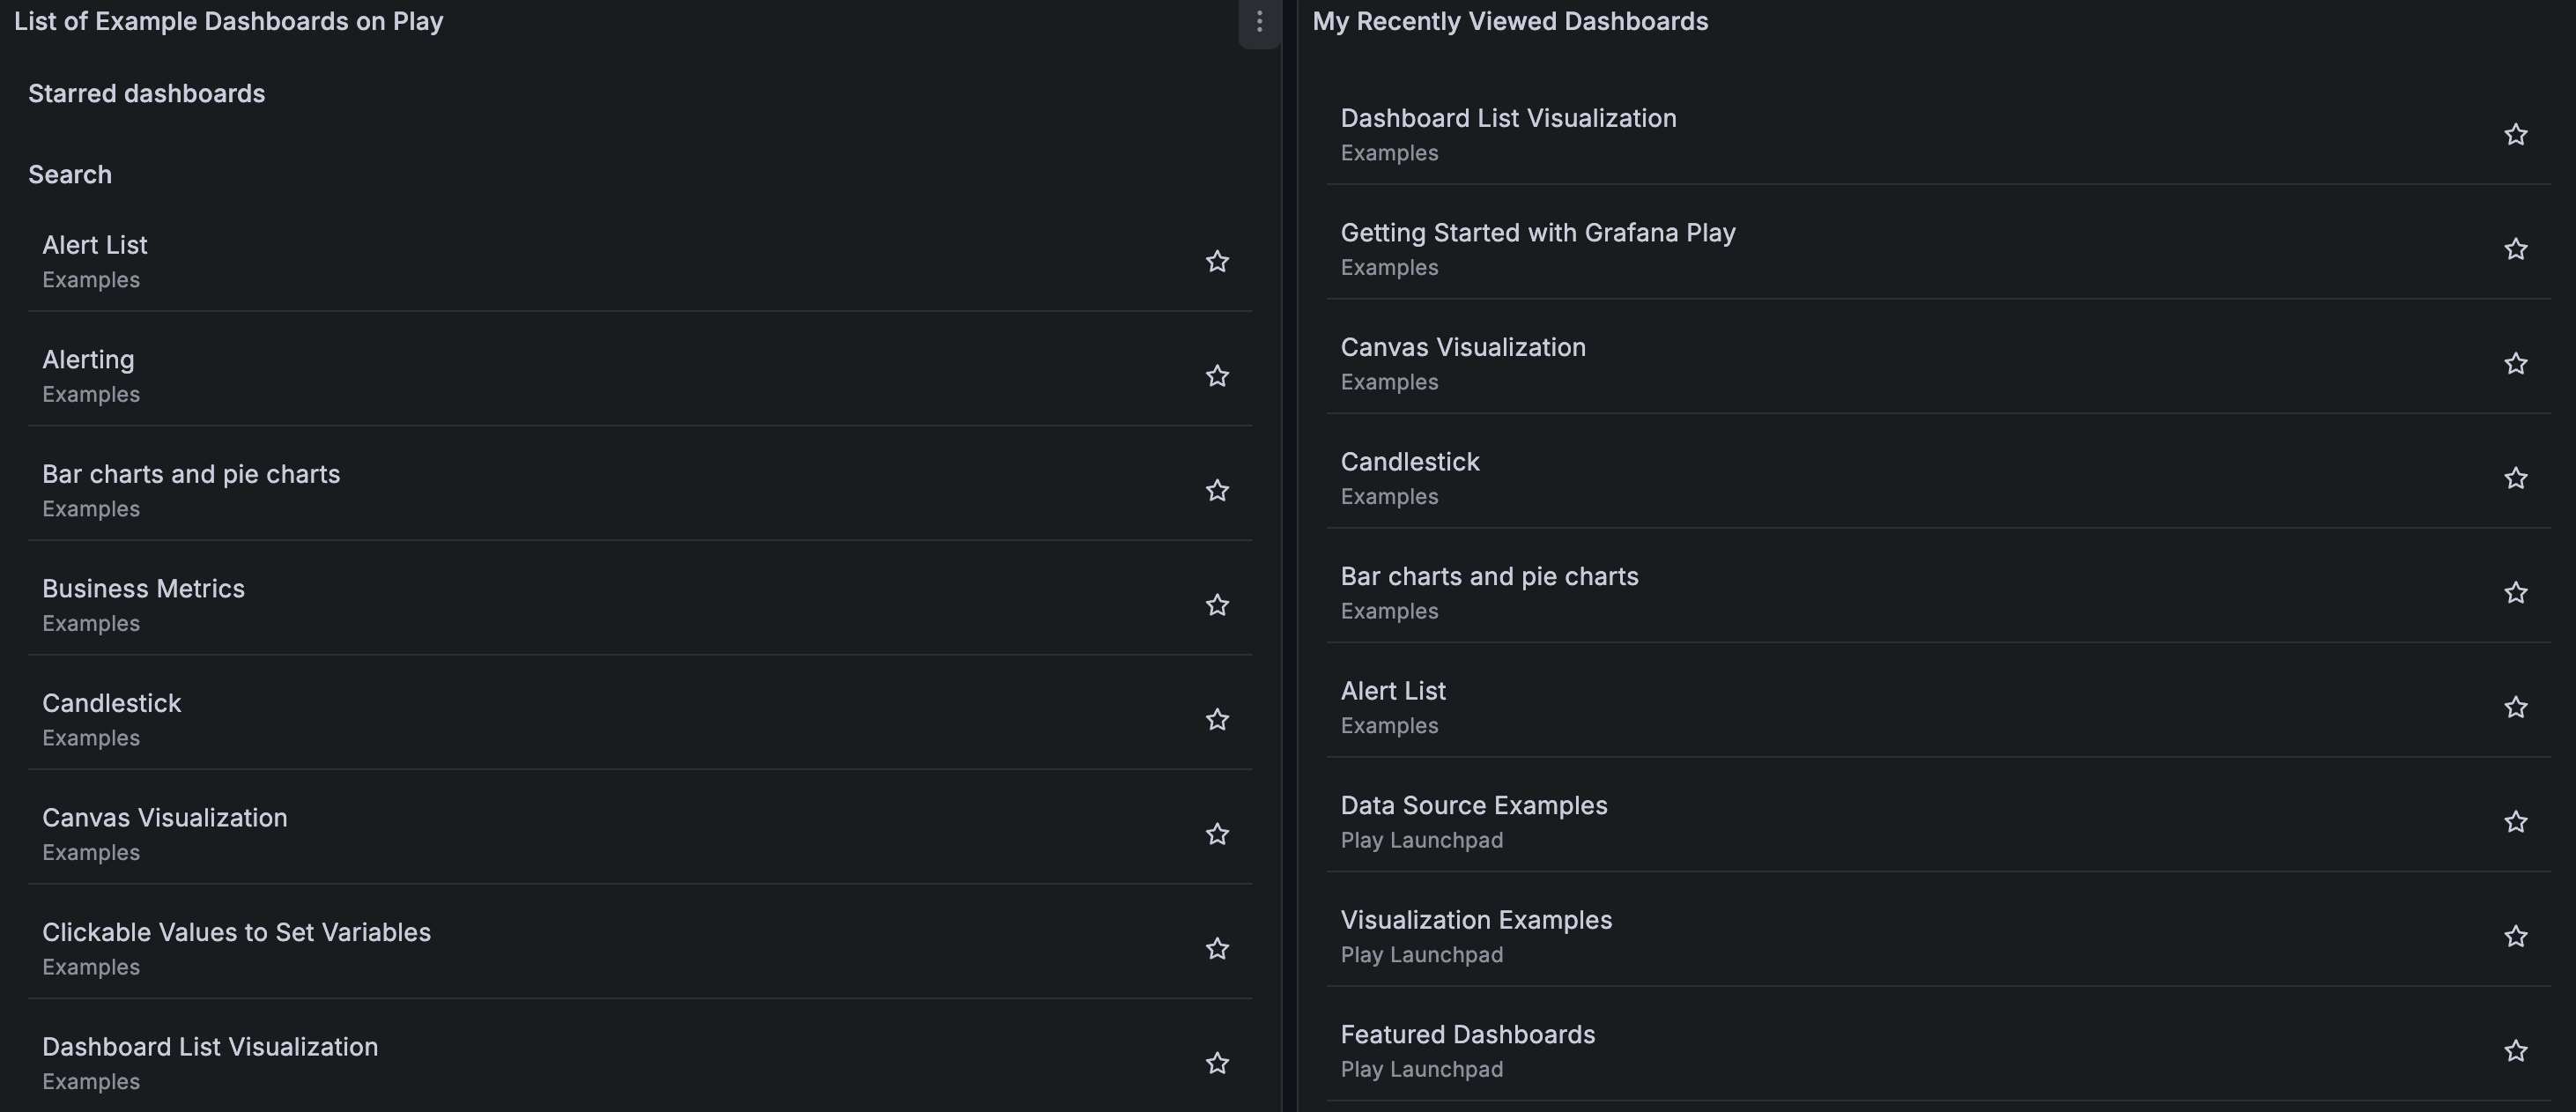 List of Example Dashboards on Play
Starred dashboards
Search
Alert List
Examples
Alerting
Examples
Bar charts and pie charts
Examples
Business Metrics
Examples
Candlestick
Examples
Canvas Visualization
Examples
Clickable Values to Set Variables
Examples
Dashboard List Visualization
Examples
My Recently Viewed Dashboards
Dashboard List Visualization
Examples
Getting Started with Grafana Play
Examples
Canvas Visualization
Examples
Candlestick
Examples
Bar charts and pie charts
Examples
Alert List
Examples
Data Source Examples
Play Launchpad
Visualization Examples
Play Launchpad
Featured Dashboards
Play Launchpad